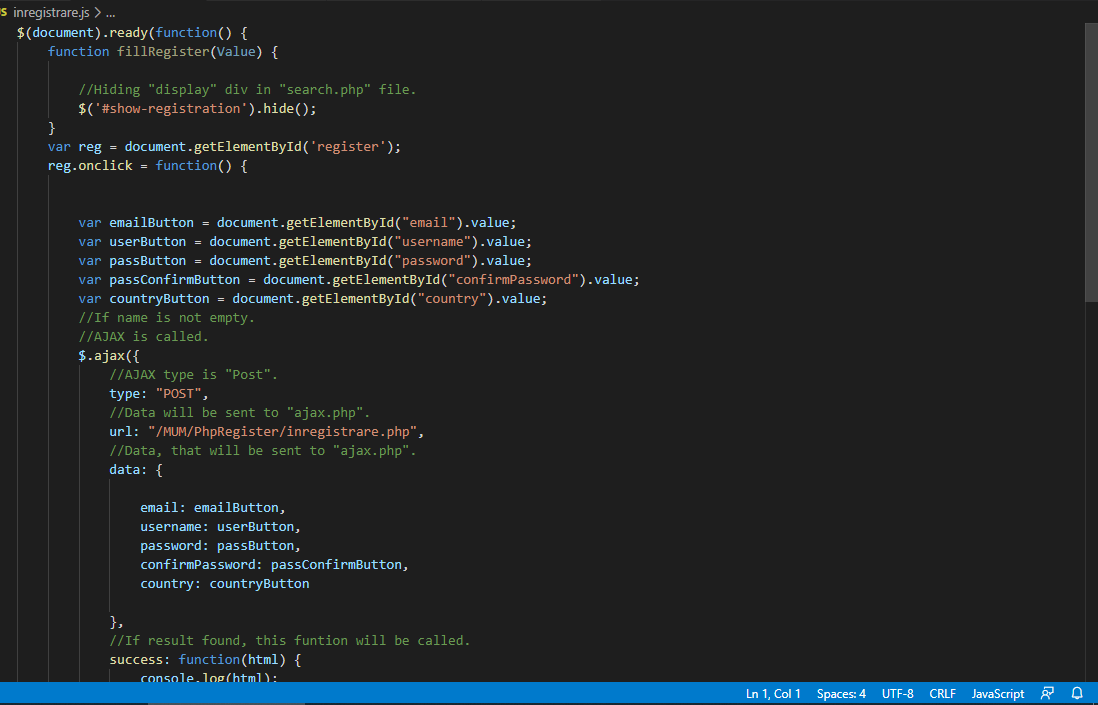 JS inregistrare.js > ...
$(document).ready(function() {
function fillRegister(Value) {
//Hiding "display" div in "search.php" file.
$('#show-registration').hide();
}
var reg = document.getElementById('register');
reg.onclick = function() {
var emailButton = document.getElementById("email").value;
var userButton = document.getElementById("username").value;
var passButton = document.getElementById("password").value;
var passConfirmButton = document.getElementById("confirmPassword").value;
var countryButton = document.getElementById("country").value;
//If name is not empty.
//AJAX is called.
$.ajax({
//AJAX type is "Post".
type: "POST",
//Data will be sent to "ajax.php".
url: "/MUM/PhpRegister/inregistrare.php",
//Data, that will be sent to "ajax.php".
data: {
email: emailButton,
username: userButton,
password: passButton,
confirmPassword: passConfirmButton,
country: countryButton
},
//If result found, this funtion will be called.
success: function(html) {
console.log(html);
Ln 1, Col 1 Spaces: 4 UTF-8 CRLF JavaScript